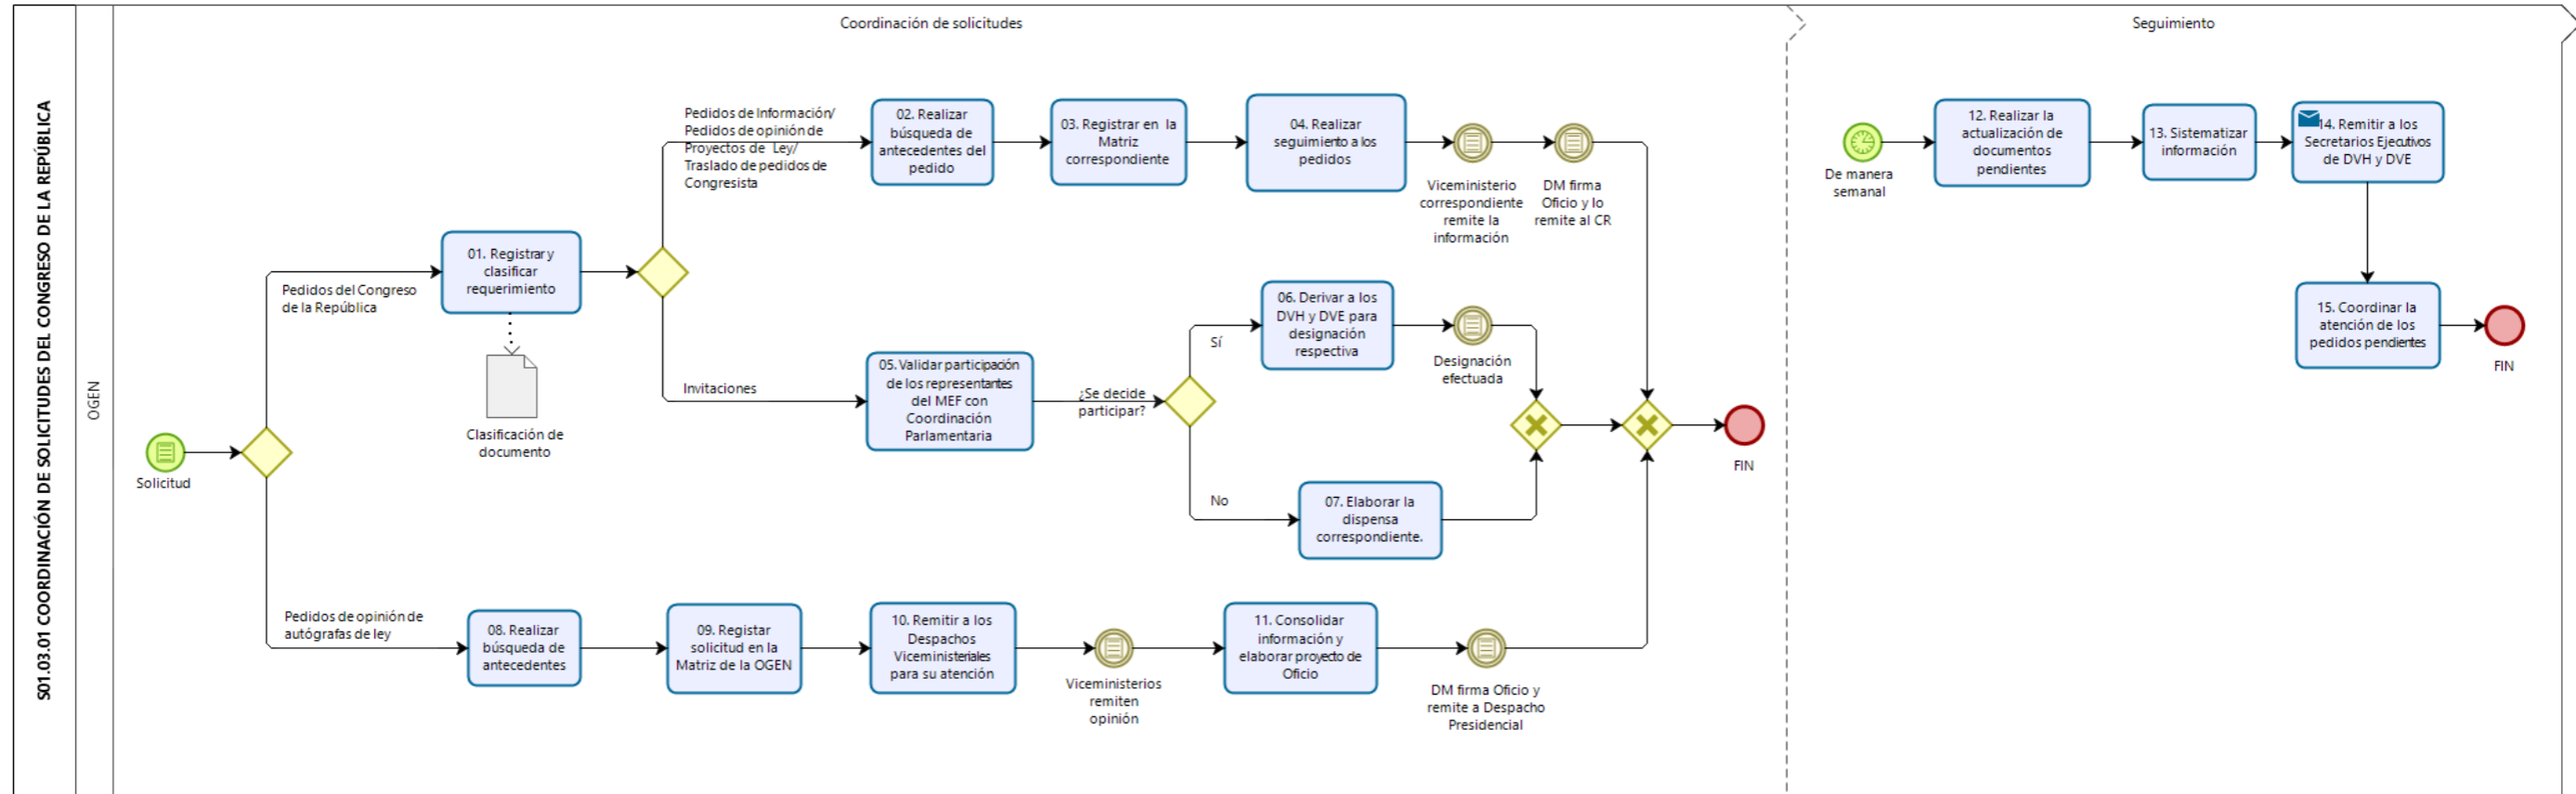 S01.03.01 COORDINACIÓN DE SOLICITUDES DEL CONGRESO DE LA REPÚBLICA
OGEN
Coordinación de solicitudes
Solicitud
Pedidos del Congreso
de la República
01. Registrar y
clasificar
requerimiento
Clasificación de
documento
Pedidos de Información/
Pedidos de opinión de
Proyectos de Ley/
Traslado de pedidos de
Congresista
02. Realizar
búsqueda de
antecedentes del
pedido
03. Registrar en la
Matriz
correspondiente
04. Realizar
seguimiento a los
pedidos
Viceministerio
correspondiente
remite la
información
DM firma
Oficio y lo
remite al CR
Invitaciones
05. Validar participación
de los representantes
del MEF con
Coordinación
Parlamentaria
¿Se decide
participar?
Sí
06. Derivar a los
DVH y DVE para
designación
respectiva
Designación
efectuada
No
07. Elaborar la
dispensa
correspondiente.
FIN
Pedidos de opinión de
autógrafas de ley
08. Realizar
búsqueda de
antecedentes
09. Registar
solicitud en la
Matriz de la OGEN
10. Remitir a los
Despachos
Viceministeriales
para su atención
Viceministerios
remiten
opinión
11. Consolidar
información y
elaborar proyecto de
Oficio
DM firma Oficio y
remite a Despacho
Presidencial
Seguimiento
De manera
semanal
12. Realizar la
actualización de
documentos
pendientes
13. Sistematizar
información
14. Remitir a los
Secretarios Ejecutivos
de DVH y DVE
15. Coordinar la
atención de los
pedidos pendientes
FIN